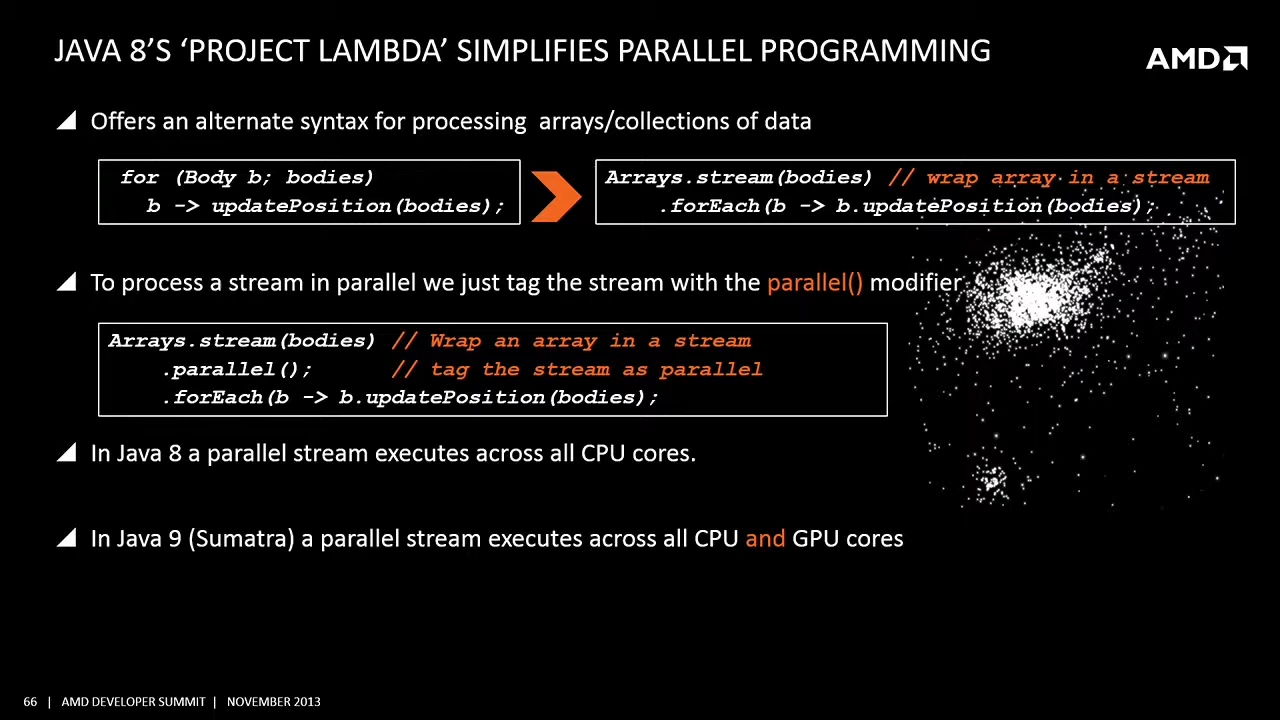 JAVA 8’S ‘PROJECT LAMBDA’ SIMPLIFIES PARALLEL PROGRAMMING
AMD
Offers an alternate syntax for processing arrays/collections of data
for (Body b; bodies)
b -> updatePosition(bodies);
Arrays.stream(bodies) // wrap array in a stream
.forEach(b -> b.updatePosition(bodies);
To process a stream in parallel we just tag the stream with the parallel() modifier
Arrays.stream(bodies) // Wrap an array in a stream
.parallel(); // tag the stream as parallel
.forEach(b -> b.updatePosition(bodies);
In Java 8 a parallel stream executes across all CPU cores.
In Java 9 (Sumatra) a parallel stream executes across all CPU and GPU cores
66 | AMD DEVELOPER SUMMIT | NOVEMBER 2013